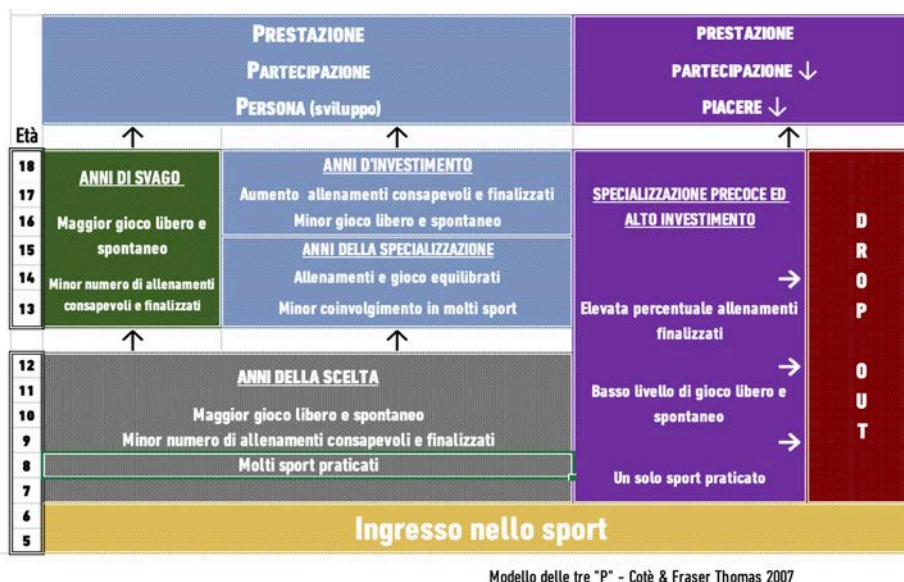 PRESTAZIONE
PARTECIPAZIONE
PERSONA (sviluppo)
PRESTAZIONE
PARTECIPAZIONE ↓
PIACERE ↓
Età
18
17
16
15
14
13
12
11
10
9
8
7
6
5
ANNI DI SVAGO
Maggior gioco libero e
spontaneo
Minor numero di allenamenti
consapevoli e finalizzati
ANNI D'INVESTIMENTO
Aumento allenamenti consapevoli e finalizzati
Minor gioco libero e spontaneo
ANNI DELLA SPECIALIZZAZIONE
Allenamenti e gioco equilibrati
Minor coinvolgimento in molti sport
SPECIALIZZAZIONE PRECOCE ED
ALTO INVESTIMENTO
Elevata percentuale allenamenti
finalizzati
Basso livello di gioco libero e
spontaneo
Un solo sport praticato
DROP OUT
ANNI DELLA SCELTA
Maggior gioco libero e spontaneo
Minor numero di allenamenti consapevoli e finalizzati
Molti sport praticati
Ingresso nello sport
Modello delle tre "P" - Cotè & Fraser Thomas 2007